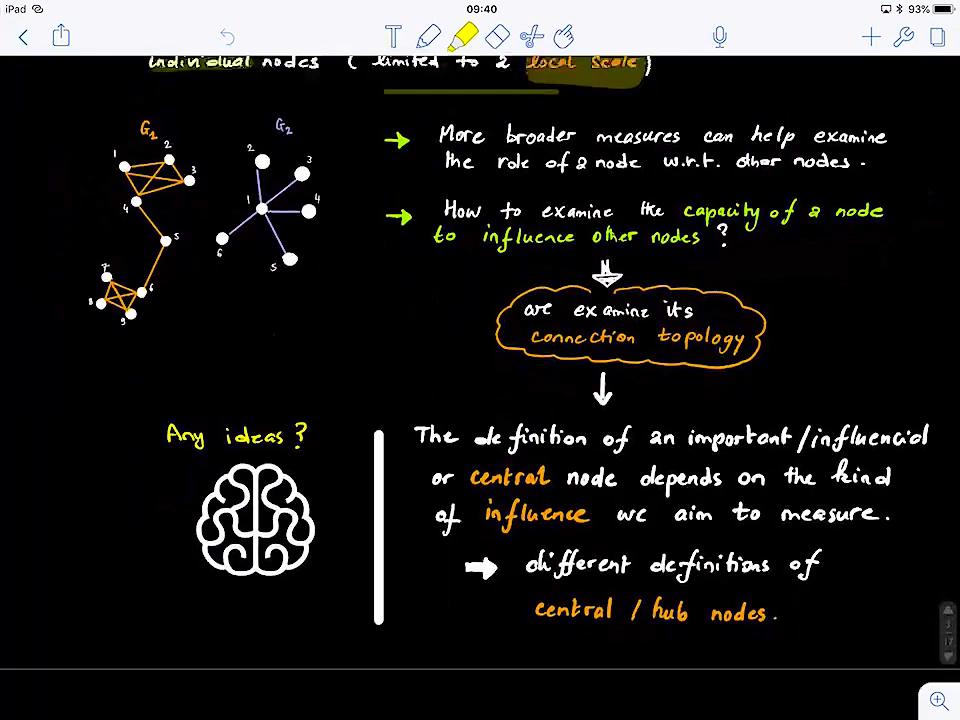 iPad 09:40 93%
individual nodes ( limited to 2 local scale )
G1 G2
1 2 3 4 5 6 7 8 9
1 2 3 4 5 6
More broader measures can help examine
the role of a node w.r.t. other nodes .
How to examine the capacity of a node
to influence other nodes ?
we examine its
connection topology
Any ideas ?
The definition of an important/influencial
or central node depends on the kind
of influence we aim to measure .
different definitions of
central / hub nodes .
3
17